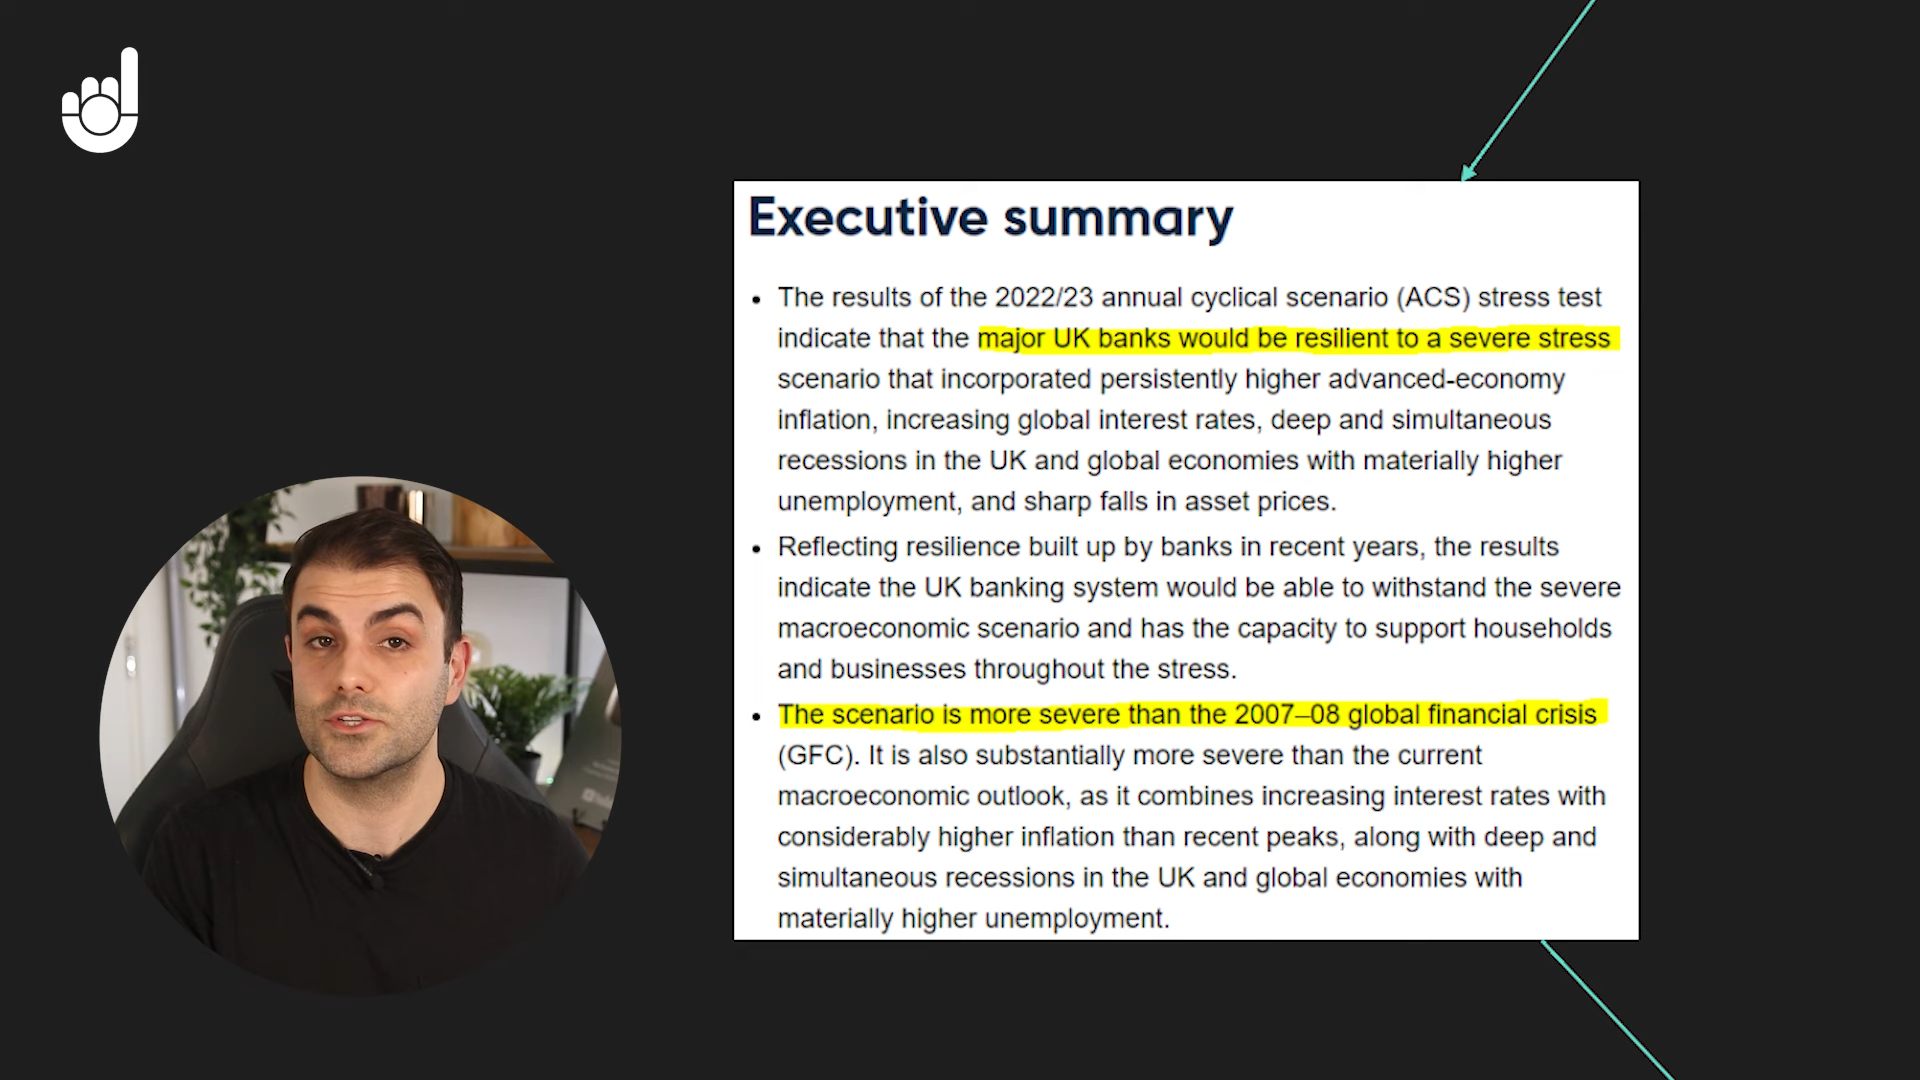 Executive summary
• The results of the 2022/23 annual cyclical scenario (ACS) stress test
indicate that the major UK banks would be resilient to a severe stress
scenario that incorporated persistently higher advanced-economy
inflation, increasing global interest rates, deep and simultaneous
recessions in the UK and global economies with materially higher
unemployment, and sharp falls in asset prices.
• Reflecting resilience built up by banks in recent years, the results
indicate the UK banking system would be able to withstand the severe
macroeconomic scenario and has the capacity to support households
and businesses throughout the stress.
• The scenario is more severe than the 2007–08 global financial crisis
(GFC). It is also substantially more severe than the current
macroeconomic outlook, as it combines increasing interest rates with
considerably higher inflation than recent peaks, along with deep and
simultaneous recessions in the UK and global economies with
materially higher unemployment.